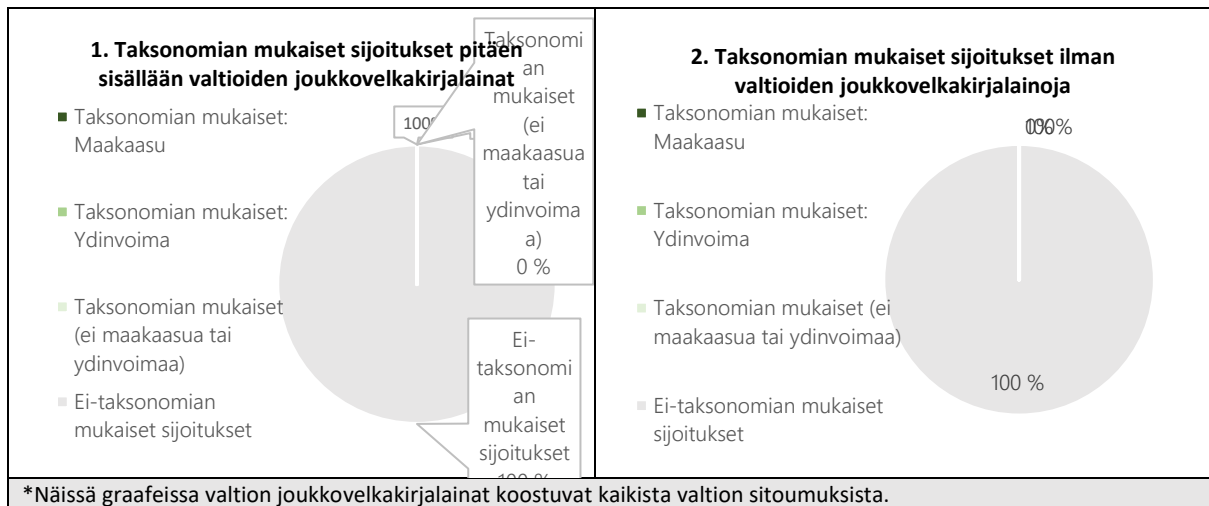 1. Taksonomian mukaiset sijoitukset pitäen
sisällään valtioiden joukkovelkakirjalainat
Taksonomian mukaiset:
Maakaasu
Taksonomian mukaiset:
Ydinvoima
Taksonomian mukaiset
(ei maakaasua tai
ydinvoimaa)
Ei-taksonomian
mukaiset sijoitukset
Taksonomi
an
mukaiset
(ei
maakaasua
tai
ydinvoima
a)
0 %
Ei-
taksonomi
an
mukaiset
sijoitukset
100 %
2. Taksonomian mukaiset sijoitukset ilman
valtioiden joukkovelkakirjalainoja
Taksonomian mukaiset:
Maakaasu
Taksonomian mukaiset:
Ydinvoima
Taksonomian mukaiset (ei
maakaasua tai ydinvoimaa)
Ei-taksonomian mukaiset
sijoitukset
100 %
*Näissä graafeissa valtion joukkovelkakirjalainat koostuvat kaikista valtion sitoumuksista.